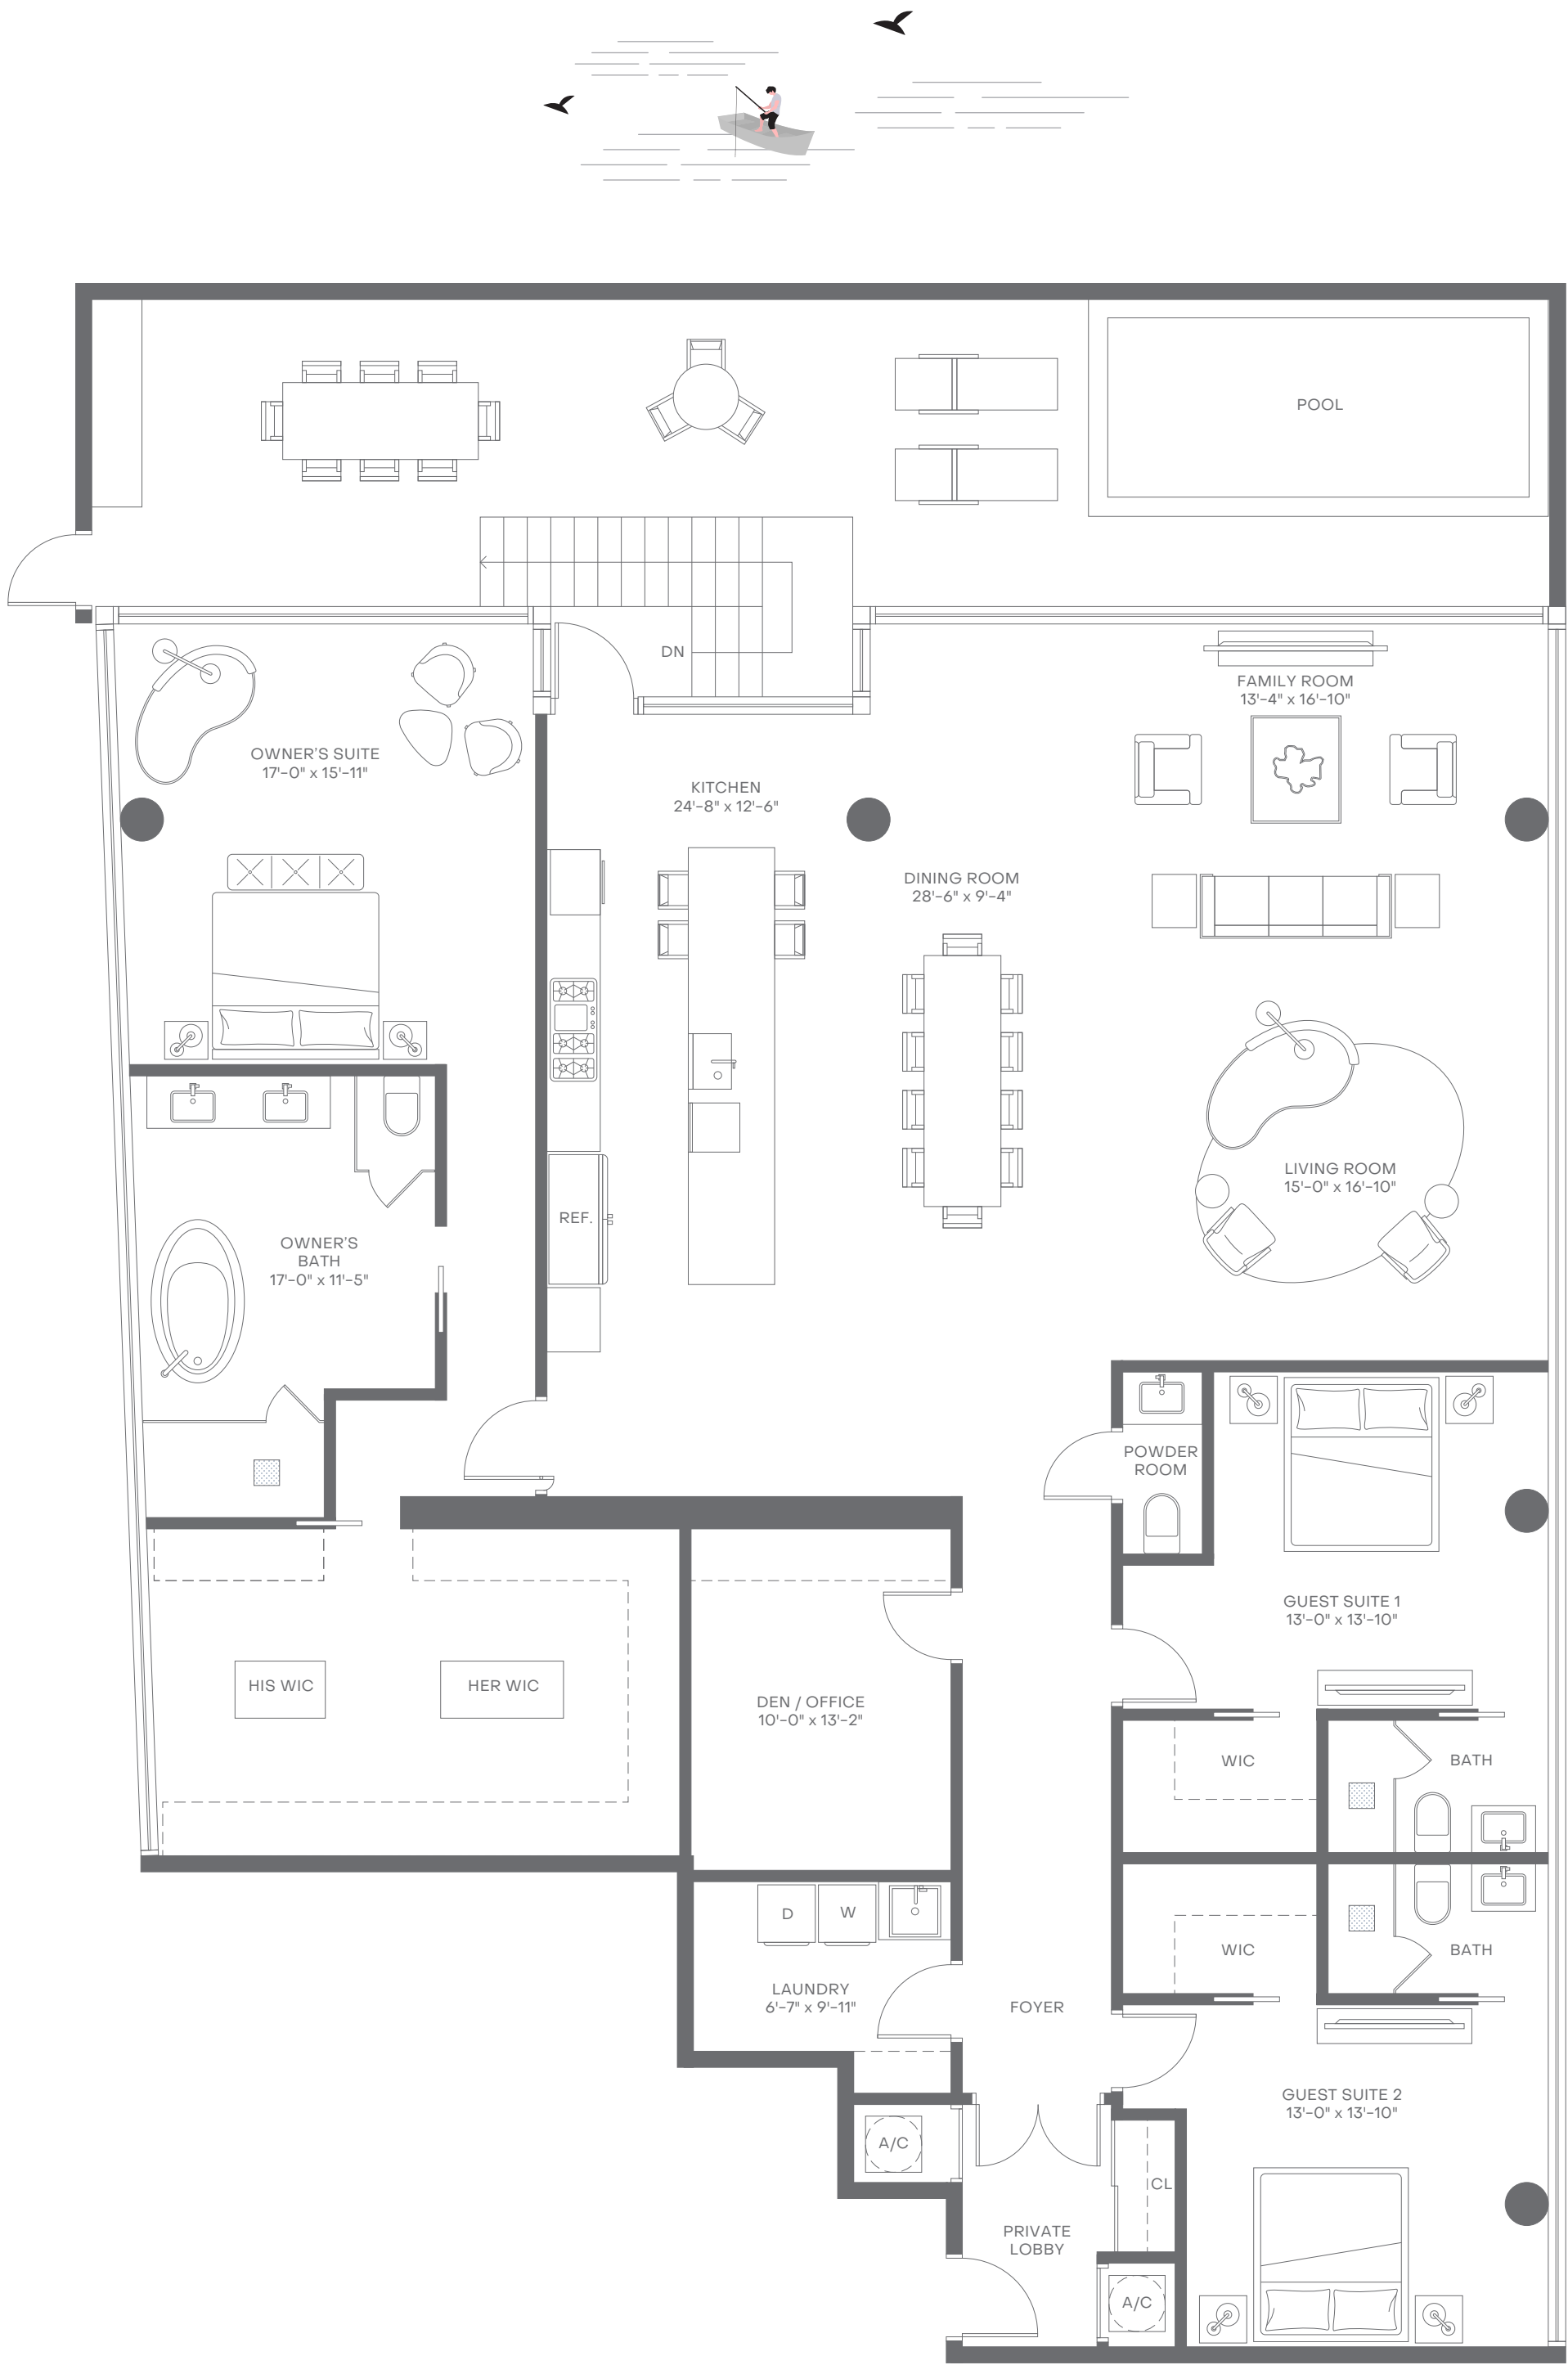 POOL
DN
FAMILY ROOM
13'-4" x 16'-10"
OWNER'S SUITE
17'-0" x 15'-11"
KITCHEN
24'-8" x 12'-6"
DINING ROOM
28'-6" x 9'-4"
LIVING ROOM
15'-0" x 16'-10"
REF.
OWNER'S
BATH
17'-0" x 11'-5"
POWDER
ROOM
GUEST SUITE 1
13'-0" x 13'-10"
HIS WIC
HER WIC
DEN / OFFICE
10'-0" x 13'-2"
WIC
BATH
D
W
WIC
BATH
LAUNDRY
6'-7" x 9'-11"
FOYER
GUEST SUITE 2
13'-0" x 13'-10"
A/C
CL
PRIVATE
LOBBY
A/C